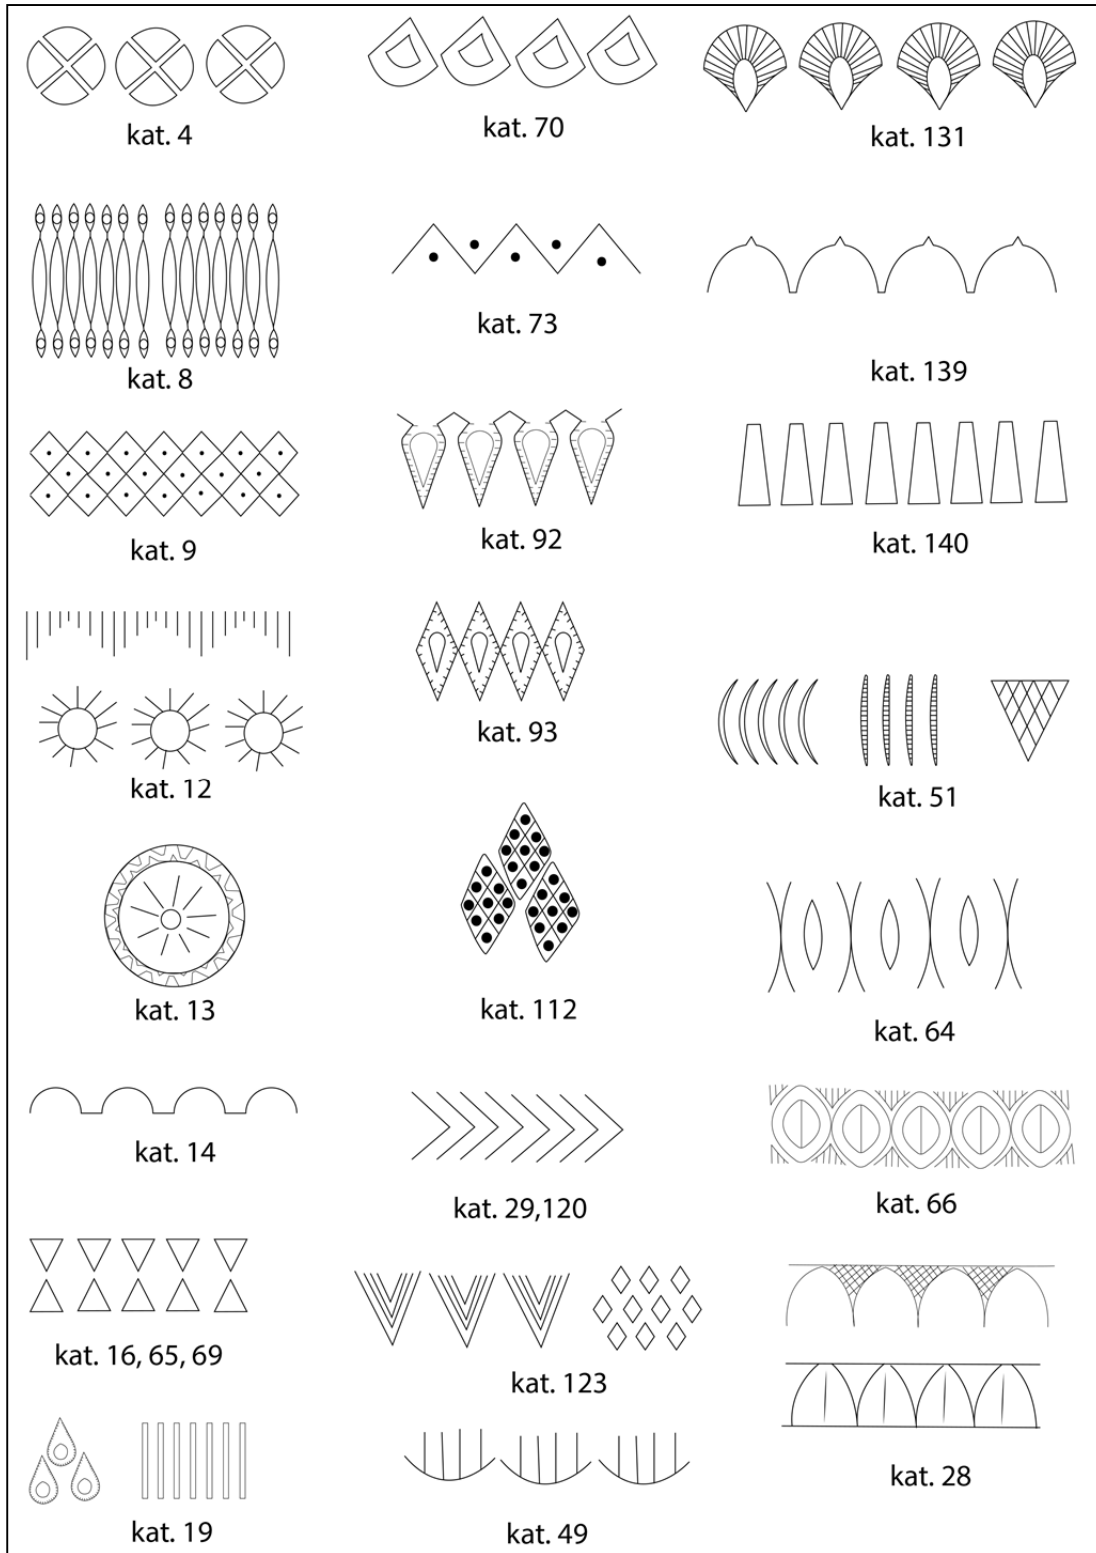 kat. 4
kat. 70
kat. 131
kat. 8
kat. 73
kat. 139
kat. 9
kat. 92
kat. 140
kat. 12
kat. 93
kat. 51
kat. 13
kat. 112
kat. 64
kat. 14
kat. 29,120
kat. 66
kat. 16, 65, 69
kat. 123
kat. 28
kat. 19
kat. 49